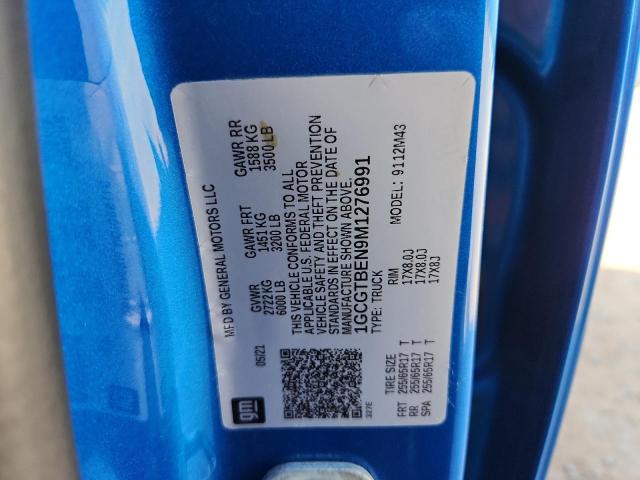 MFD BY GENERAL MOTORS LLC
05/21
GVWR
2722 KG
6000 LB
GAWR FRT
1451 KG
3200 LB
GAWR RR
1588 KG
3500 LB
THIS VEHICLE CONFORMS TO ALL
APPLICABLE U.S. FEDERAL MOTOR
VEHICLE SAFETY AND THEFT PREVENTION
STANDARDS IN EFFECT ON THE DATE OF
MANUFACTURE SHOWN ABOVE.
1GCGTBEN9M1276991
TYPE: TRUCK
MODEL: 9112M43
TIRE SIZE RIM
FRT 255/65R17 T 17X8.0J
RR 255/65R17 T 17X8.0J
SPA 255/65R17 T 17X8J
gm
327E